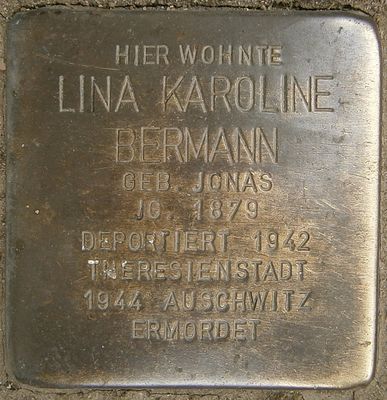 HIER WOHNTE
LINA KAROLINE
BERMANN
GEB. JONAS
JG. 1879
DEPORTIERT 1942
THERESIENSTADT
1944 AUSCHWITZ
ERMORDET